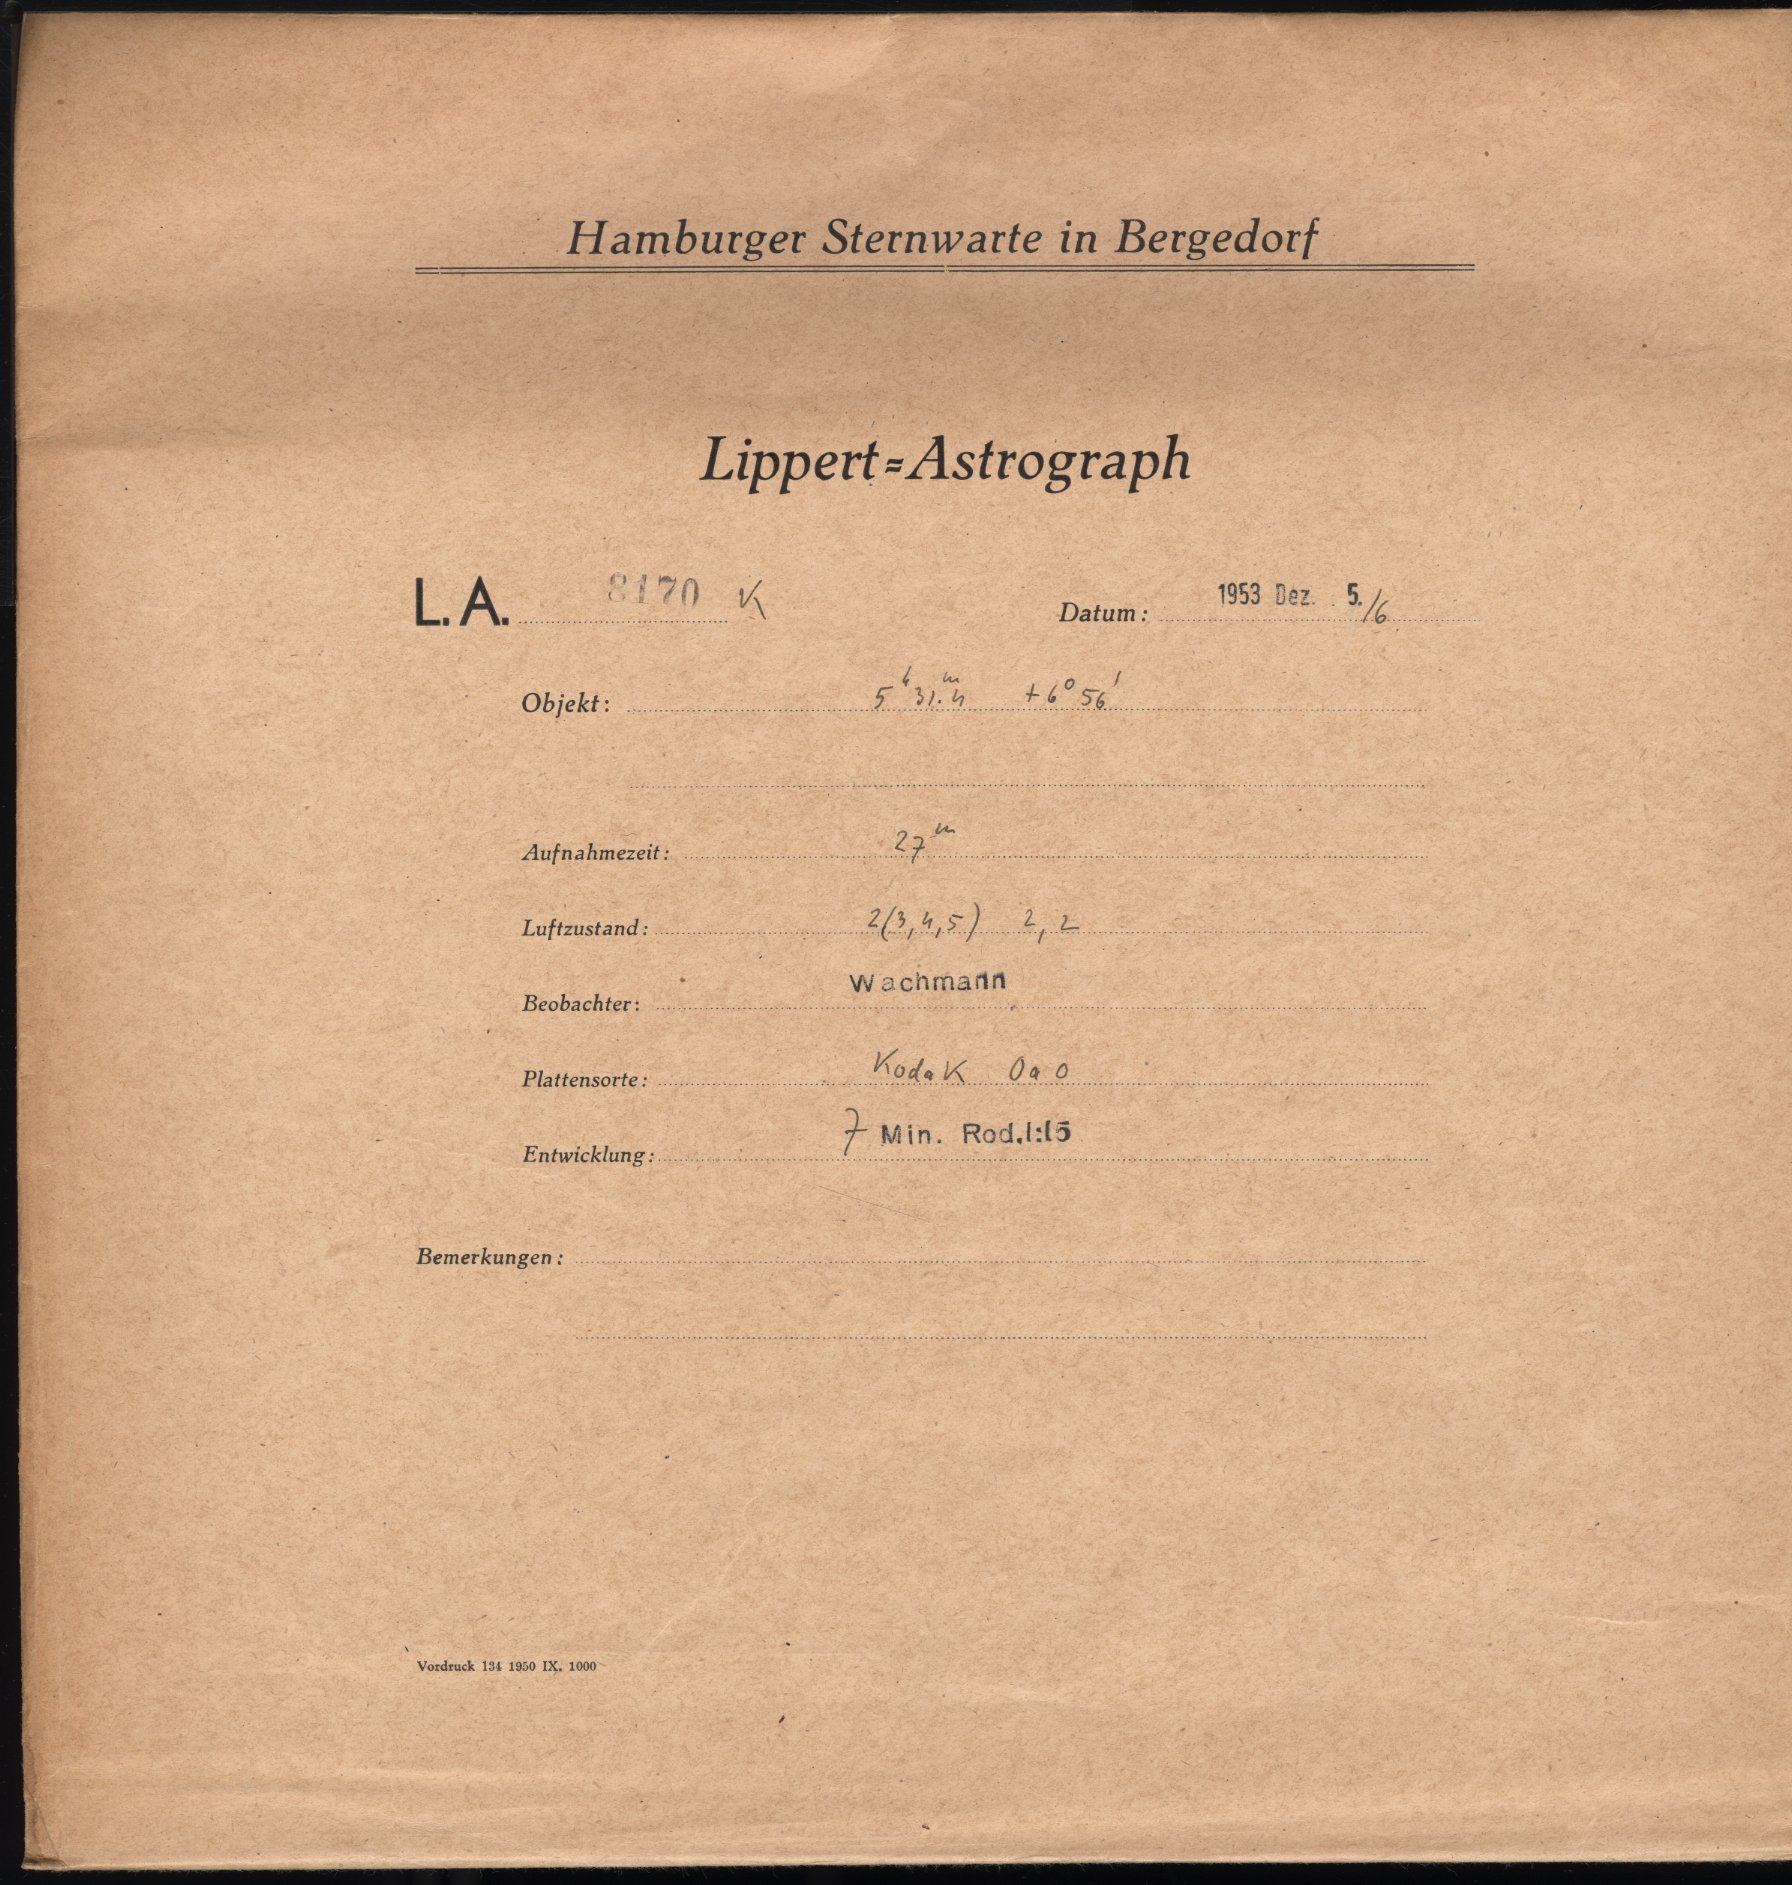 Hamburger Sternwarte in Bergedorf
Lippert=Astrograph
L. A. 8170 K Datum: 1953 Dez. 5./6
Objekt: 5ʰ 31.4ᵐ +6° 56'
Aufnahmezeit: 27ᵐ
Luftzustand: 2(3,4,5) 2, 2
Beobachter: Wachmann
Plattensorte: Kodak OaO
Entwicklung: 7 Min. Rod.1:15
Bemerkungen:
Vordruck 134 1950 IX. 1000